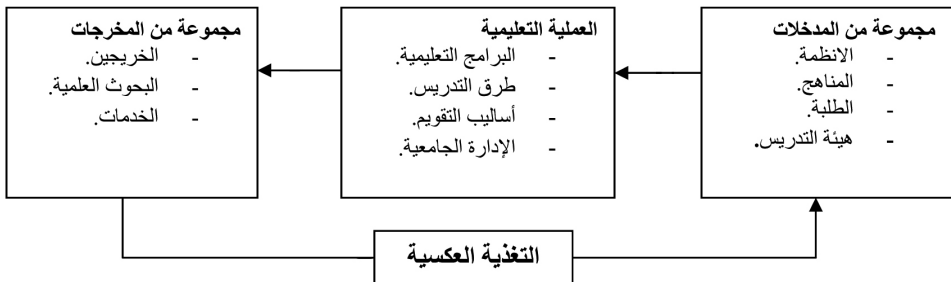 مجموعة من المدخلات
- الانظمة.
- المناهج.
- الطلبة.
- هيئة التدريس.
العملية التعليمية
- البرامج التعليمية.
- طرق التدريس.
- أساليب التقويم.
- الإدارة الجامعية.
مجموعة من المخرجات
- الخريجين.
- البحوث العلمية.
- الخدمات.
التغذية العكسية